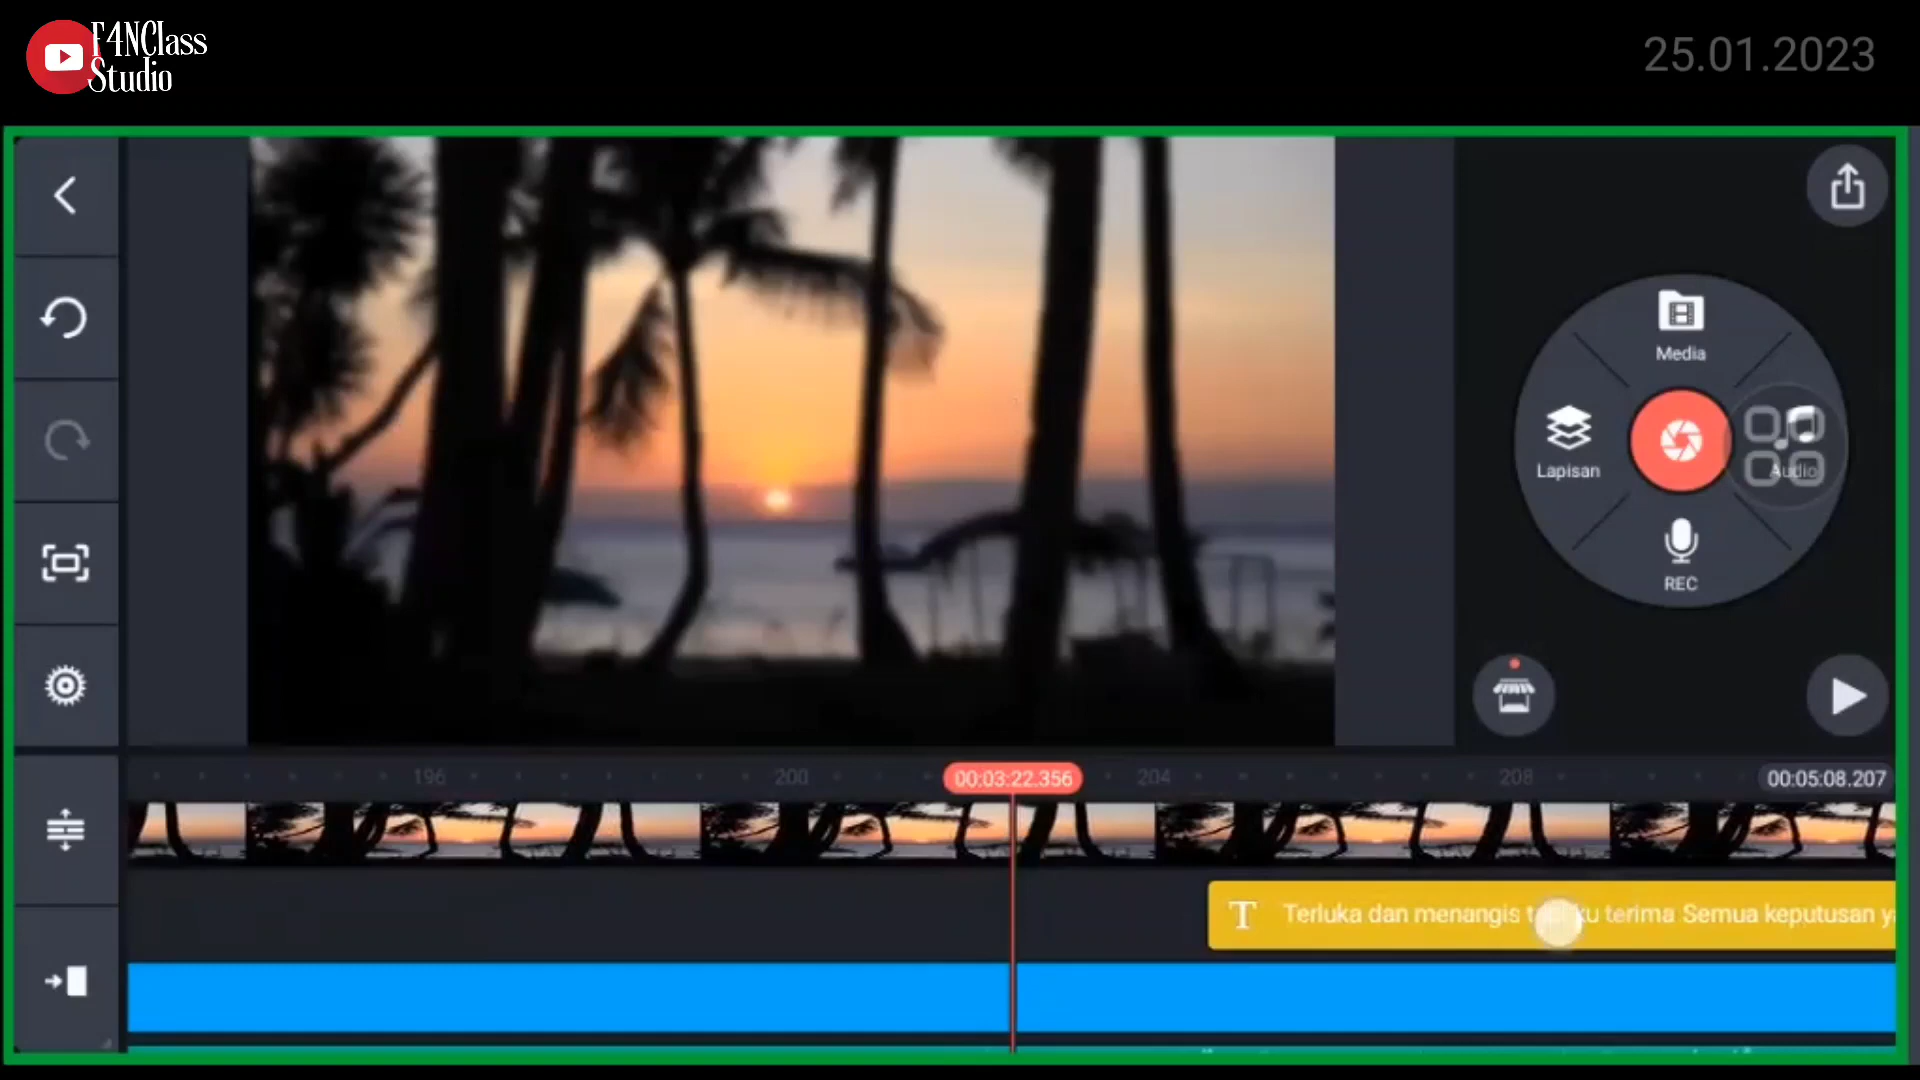 F4NClass
Studio
25.01.2023
Media
Lapisan
Audio
REC
196
200
00:03:22.356
204
208
00:05:08.207
T
Terluka dan menangis ku terima Semua keputusan